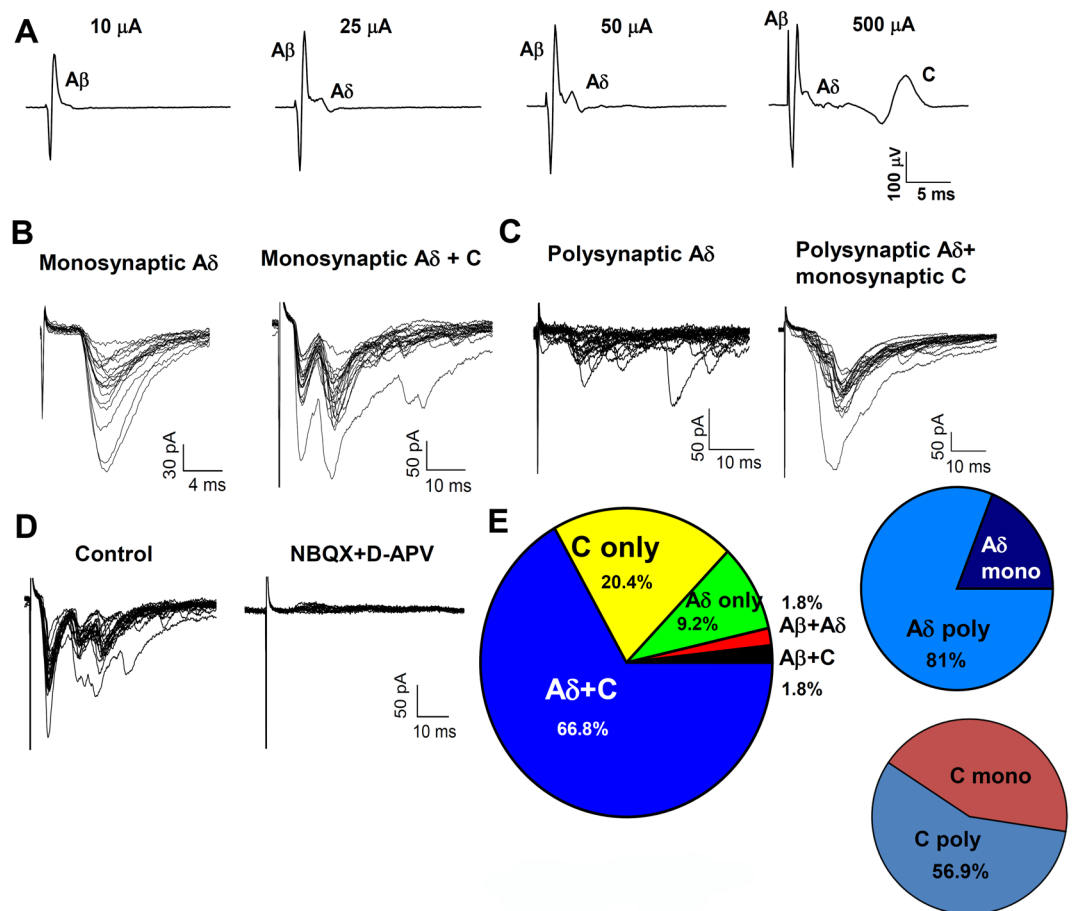 A
10 μA
25 μA
50 μA
500 μA
Aβ
Aβ
Aδ
Aβ
Aδ
Aβ
Aδ
C
100 μV
5 ms
B
Monosynaptic Aδ
Monosynaptic Aδ + C
30 pA
4 ms
50 pA
10 ms
C
Polysynaptic Aδ
Polysynaptic Aδ+
monosynaptic C
50 pA
10 ms
50 pA
10 ms
D
Control
NBQX+D-APV
50 pA
10 ms
E
C only
20.4%
Aδ only
9.2%
1.8%
Aβ+Aδ
Aβ+C
1.8%
Aδ+C
66.8%
Aδ
mono
Aδ poly
81%
C mono
C poly
56.9%